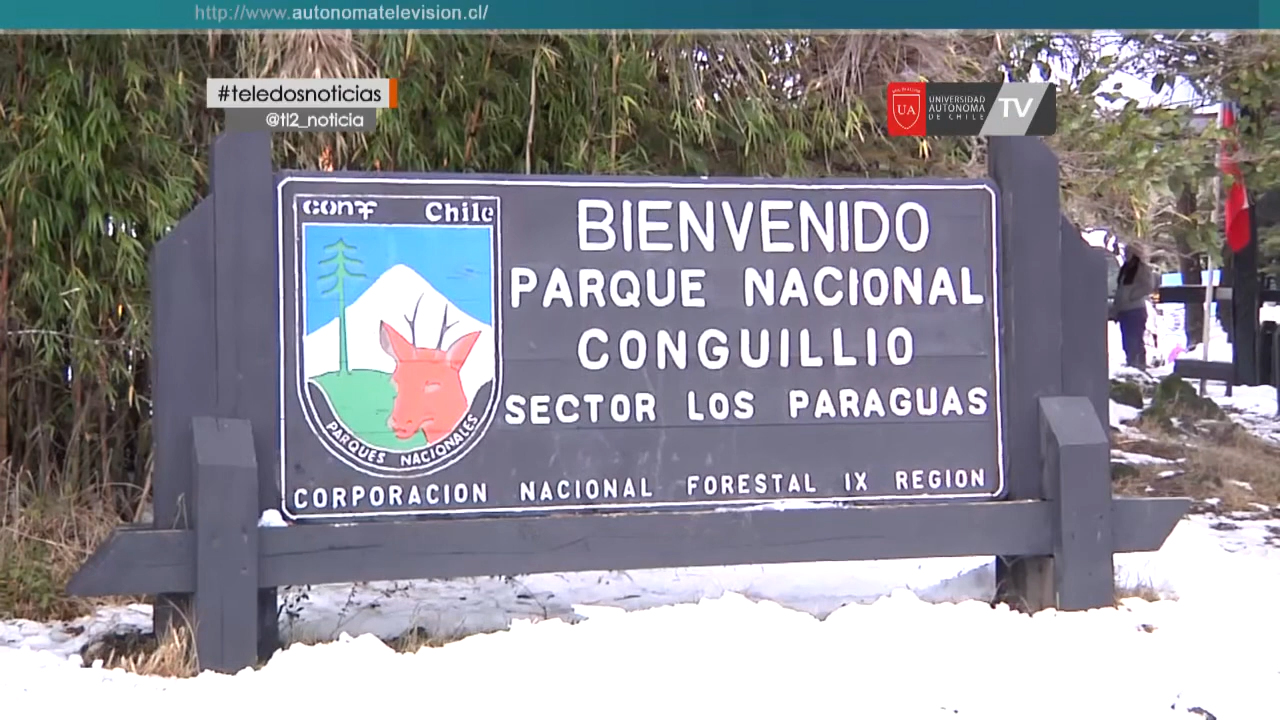 http://www.autonomatelevision.cl/
#teledosnoticias
@tl2_noticia
UA
UNIVERSIDAD
AUTÓNOMA
DE CHILE
TV
conaf Chile
BIENVENIDO
PARQUE NACIONAL
CONGUILLIO
SECTOR LOS PARAGUAS
PARQUES NACIONALES
CORPORACION NACIONAL FORESTAL IX REGION